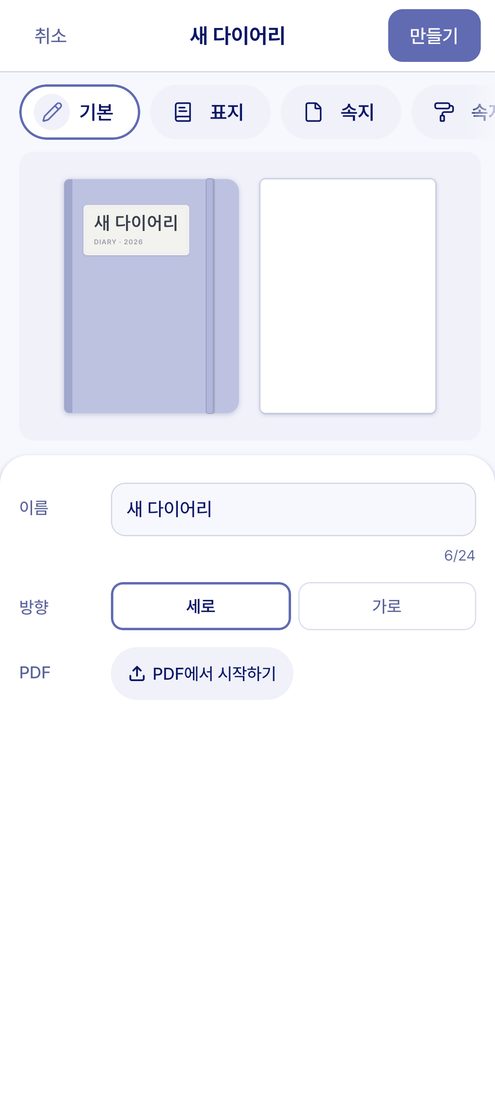 취소
새 다이어리
만들기
기본
표지
속지
새 다이어리
DIARY · 2026
이름
새 다이어리
6/24
방향
세로
가로
PDF
PDF에서 시작하기